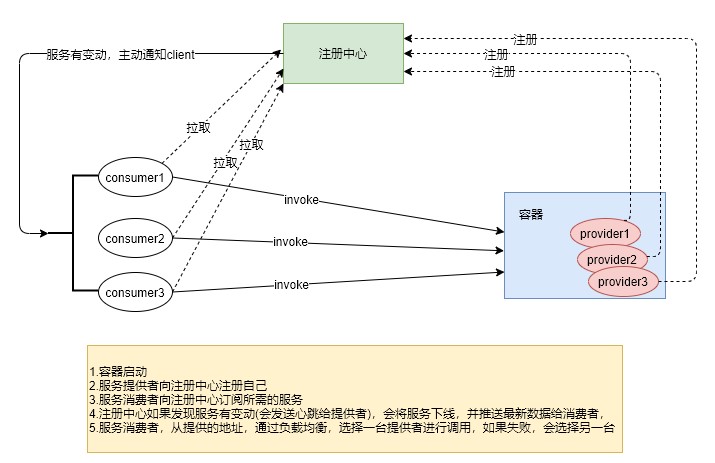 注册
服务有变动，主动通知client
注册中心
注册
注册
拉取
拉取
拉取
consumer1
invoke
容器
provider1
consumer2
invoke
provider2
provider3
consumer3
invoke
1.容器启动
2.服务提供者向注册中心注册自己
3.服务消费者向注册中心订阅所需的服务
4.注册中心如果发现服务有变动(会发送心跳给提供者)，会将服务下线，并推送最新数据给消费者，
5.服务消费者，从提供的地址，通过负载均衡，选择一台提供者进行调用，如果失败，会选择另一台